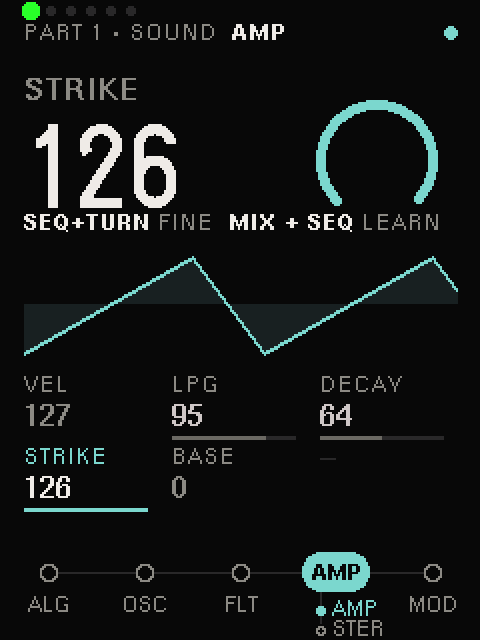 PART 1 · SOUND AMP
STRIKE
126
SEQ+TURN FINE MIX + SEQ LEARN
VEL LPG DECAY
127 95 64
STRIKE BASE —
126 0
ALG OSC FLT AMP MOD
AMP
STER